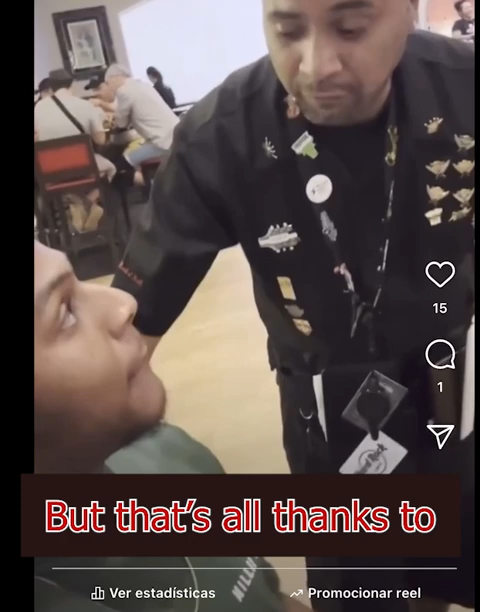 15
1
But that's all thanks to
Ver estadísticas
Promocionar reel